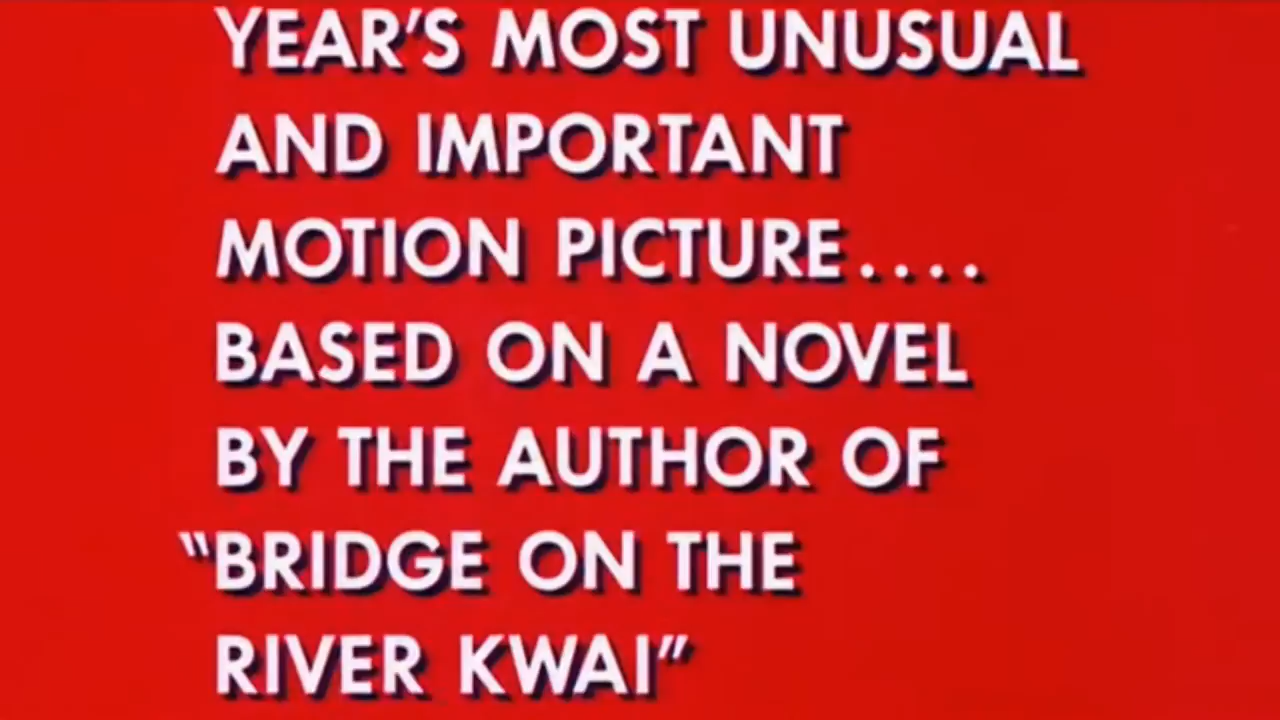 YEAR'S MOST UNUSUAL
AND IMPORTANT
MOTION PICTURE....
BASED ON A NOVEL
BY THE AUTHOR OF
"BRIDGE ON THE
RIVER KWAI"